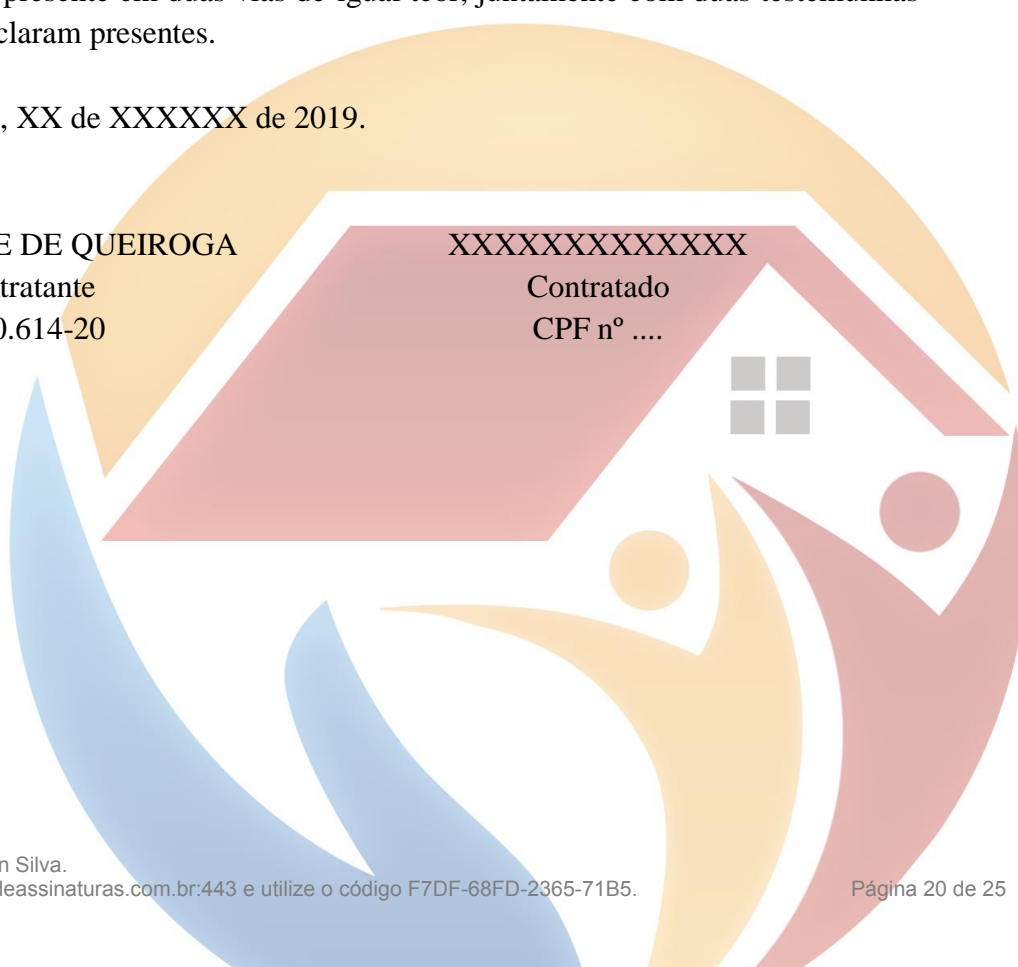 presente em duas vias de igual teor, juntamente com duas testemunhas
claram presentes.
, XX de XXXXXX de 2019.
E DE QUEIROGA XXXXXXXXXXXXX
tratante Contratado
0.614-20 CPF nº ....
n Silva.
deassinaturas.com.br:443 e utilize o código F7DF-68FD-2365-71B5. Página 20 de 25